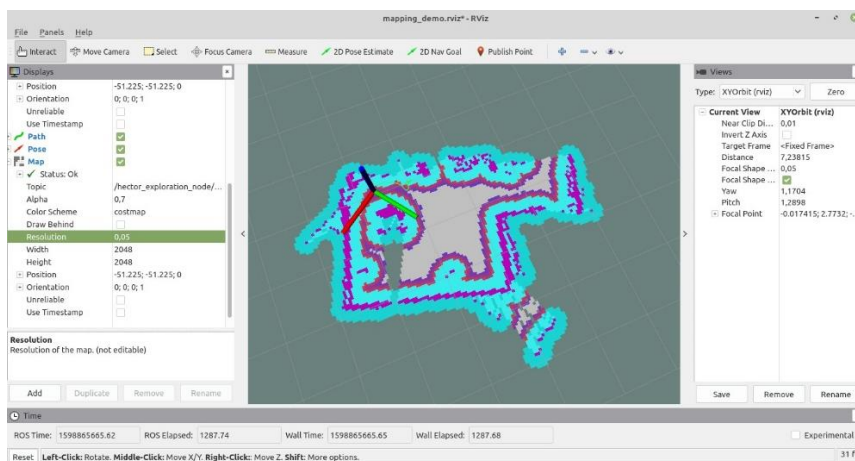 mapping_demo.rviz* - RViz
File Panels Help
Interact Move Camera Select Focus Camera Measure 2D Pose Estimate 2D Nav Goal Publish Point
Displays
Position -51.225; -51.225; 0
Orientation 0; 0; 0; 1
Unreliable
Use Timestamp
Path
Pose
Map
Status: Ok
Topic /hector_exploration_node/...
Alpha 0,7
Color Scheme costmap
Draw Behind
Resolution 0,05
Width 2048
Height 2048
Position -51.225; -51.225; 0
Orientation 0; 0; 0; 1
Unreliable
Use Timestamp
Resolution
Resolution of the map. (not editable)
Add Duplicate Remove Rename
Views
Type: XYOrbit (rviz) Zero
Current View XYOrbit (rviz)
Near Clip Di... 0,01
Invert Z Axis
Target Frame <Fixed Frame>
Distance 7,23815
Focal Shape ... 0,05
Focal Shape ...
Yaw 1,1704
Pitch 1,2898
Focal Point -0.017415; 2.7732; -...
Save Remove Rename
Time
ROS Time: 1598865665.62 ROS Elapsed: 1287.74 Wall Time: 1598865665.65 Wall Elapsed: 1287.68 Experimental
Reset Left-Click: Rotate. Middle-Click: Move X/Y. Right-Click: Move Z. Shift: More options. 31 f